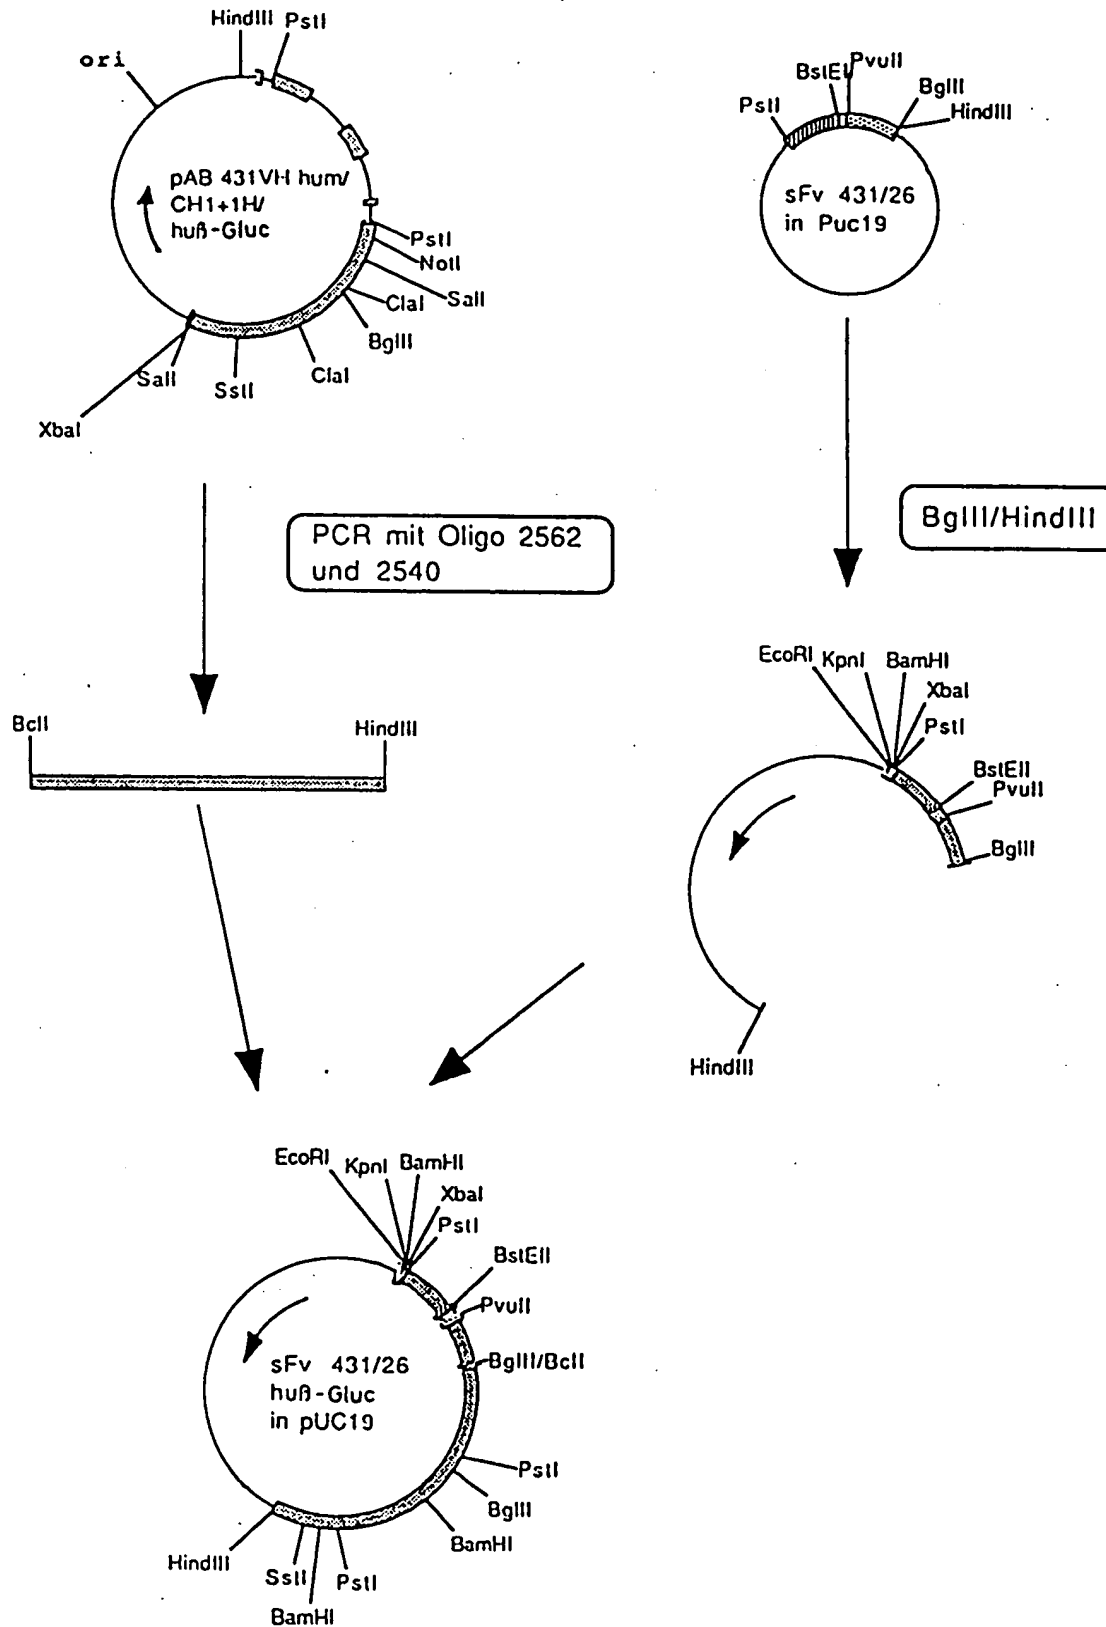 HindIII PstI
ori
pAB 431VH hum/
CH1+1H/
huß-Gluc
PstI
NotI
SalI
ClaI
BglII
ClaI
SstI
SalI
XbaI
PvuII
BstEI
BglII
PstI
HindIII
sFv 431/26
in Puc19
PCR mit Oligo 2562
und 2540
BglII/HindIII
BclI
HindIII
EcoRI KpnI BamHI
XbaI
PstI
BstEII
PvuII
BglII
HindIII
EcoRI KpnI BamHI
XbaI
PstI
BstEII
PvuII
BglII/BclI
sFv 431/26
huß-Gluc
in pUC19
PstI
BglII
BamHI
HindIII
SstI
PstI
BamHI